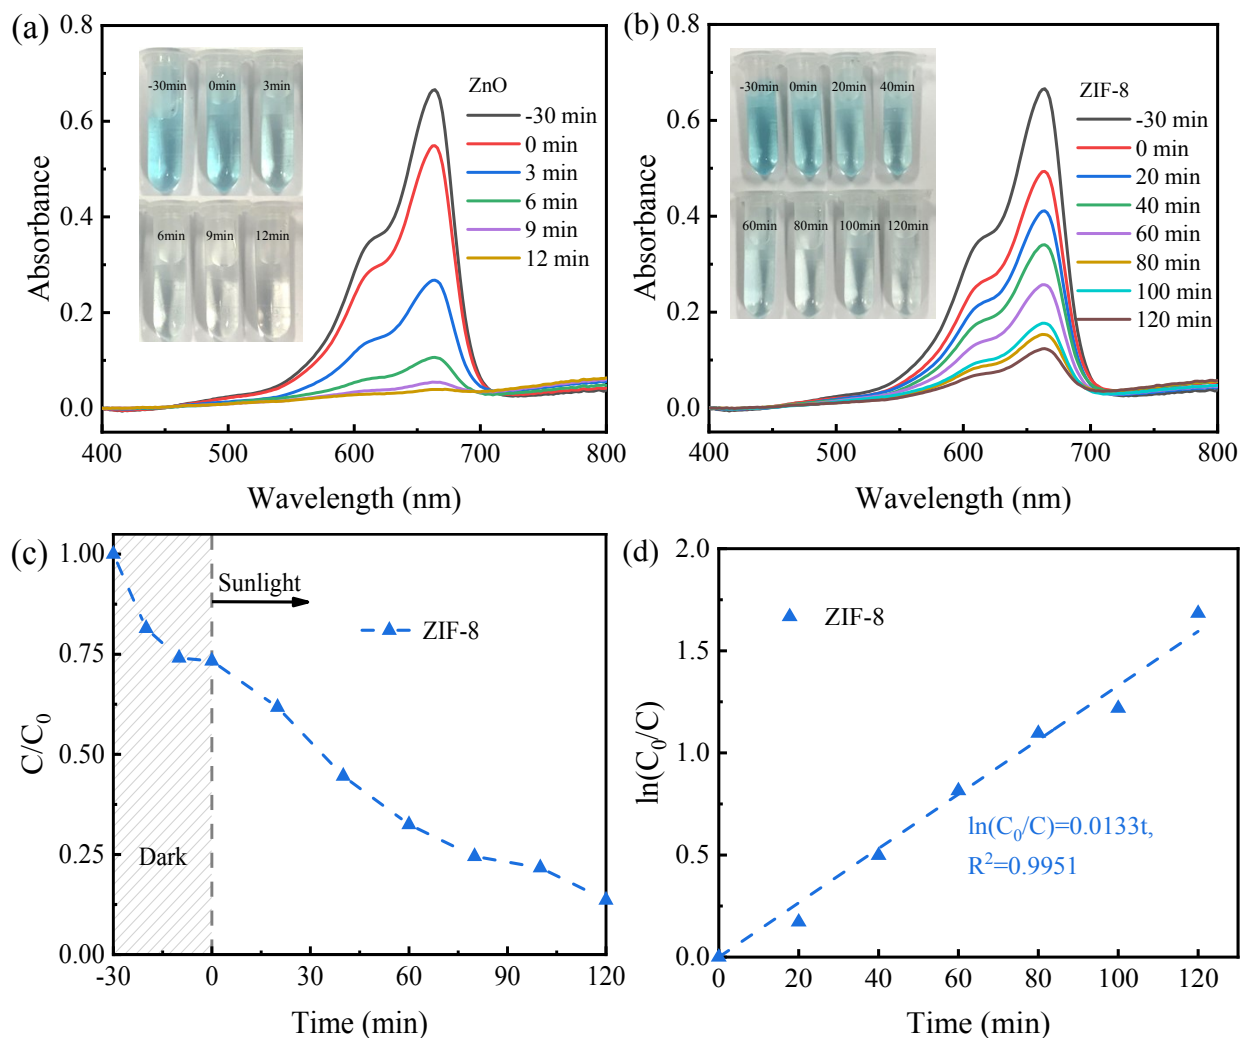 (a)
0.8
0.6
0.4
0.2
0.0
Absorbance
-30min 0min 3min
6min 9min 12min
ZnO
-30 min
0 min
3 min
6 min
9 min
12 min
400 500 600 700 800
Wavelength (nm)
(b)
0.8
0.6
0.4
0.2
0.0
Absorbance
-30min 0min 20min 40min
60min 80min 100min 120min
ZIF-8
-30 min
0 min
20 min
40 min
60 min
80 min
100 min
120 min
400 500 600 700 800
Wavelength (nm)
(c)
1.00
0.75
0.50
0.25
0.00
C/C₀
Sunlight
ZIF-8
Dark
-30 0 30 60 90 120
Time (min)
(d)
2.0
1.5
1.0
0.5
0.0
ln(C₀/C)
ZIF-8
ln(C₀/C)=0.0133t,
R²=0.9951
0 20 40 60 80 100 120
Time (min)